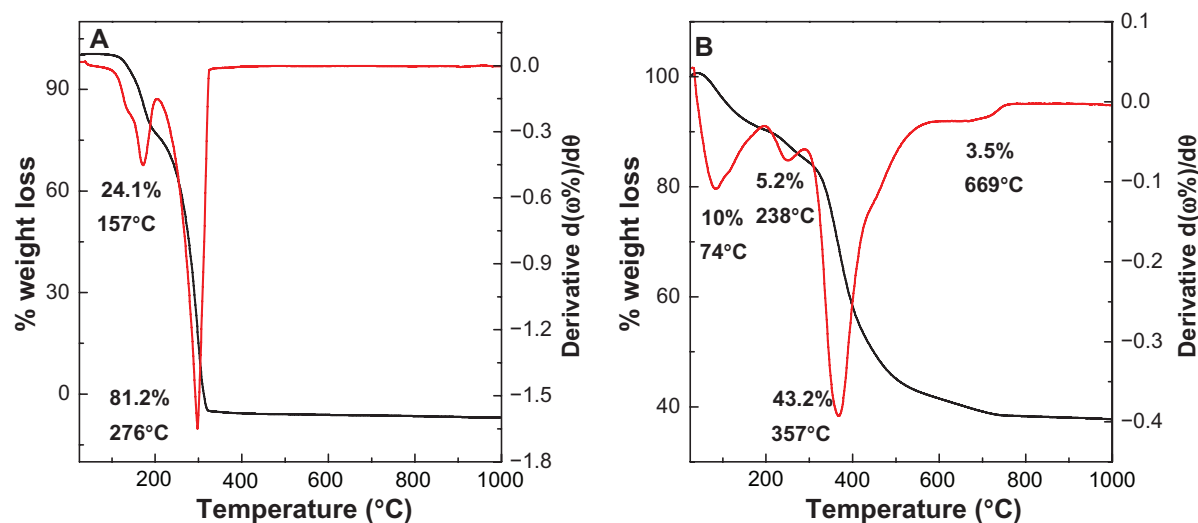 A
% weight loss
90
60
30
0
0.0
−0.3
−0.6
−0.9
−1.2
−1.5
−1.8
Derivative d(ω%)/dθ
24.1%
157°C
81.2%
276°C
200
400
600
800
1000
Temperature (°C)
B
% weight loss
100
80
60
40
0.1
0.0
−0.1
−0.2
−0.3
−0.4
Derivative d(ω%)/dθ
10%
74°C
5.2%
238°C
43.2%
357°C
3.5%
669°C
200
400
600
800
1000
Temperature (°C)